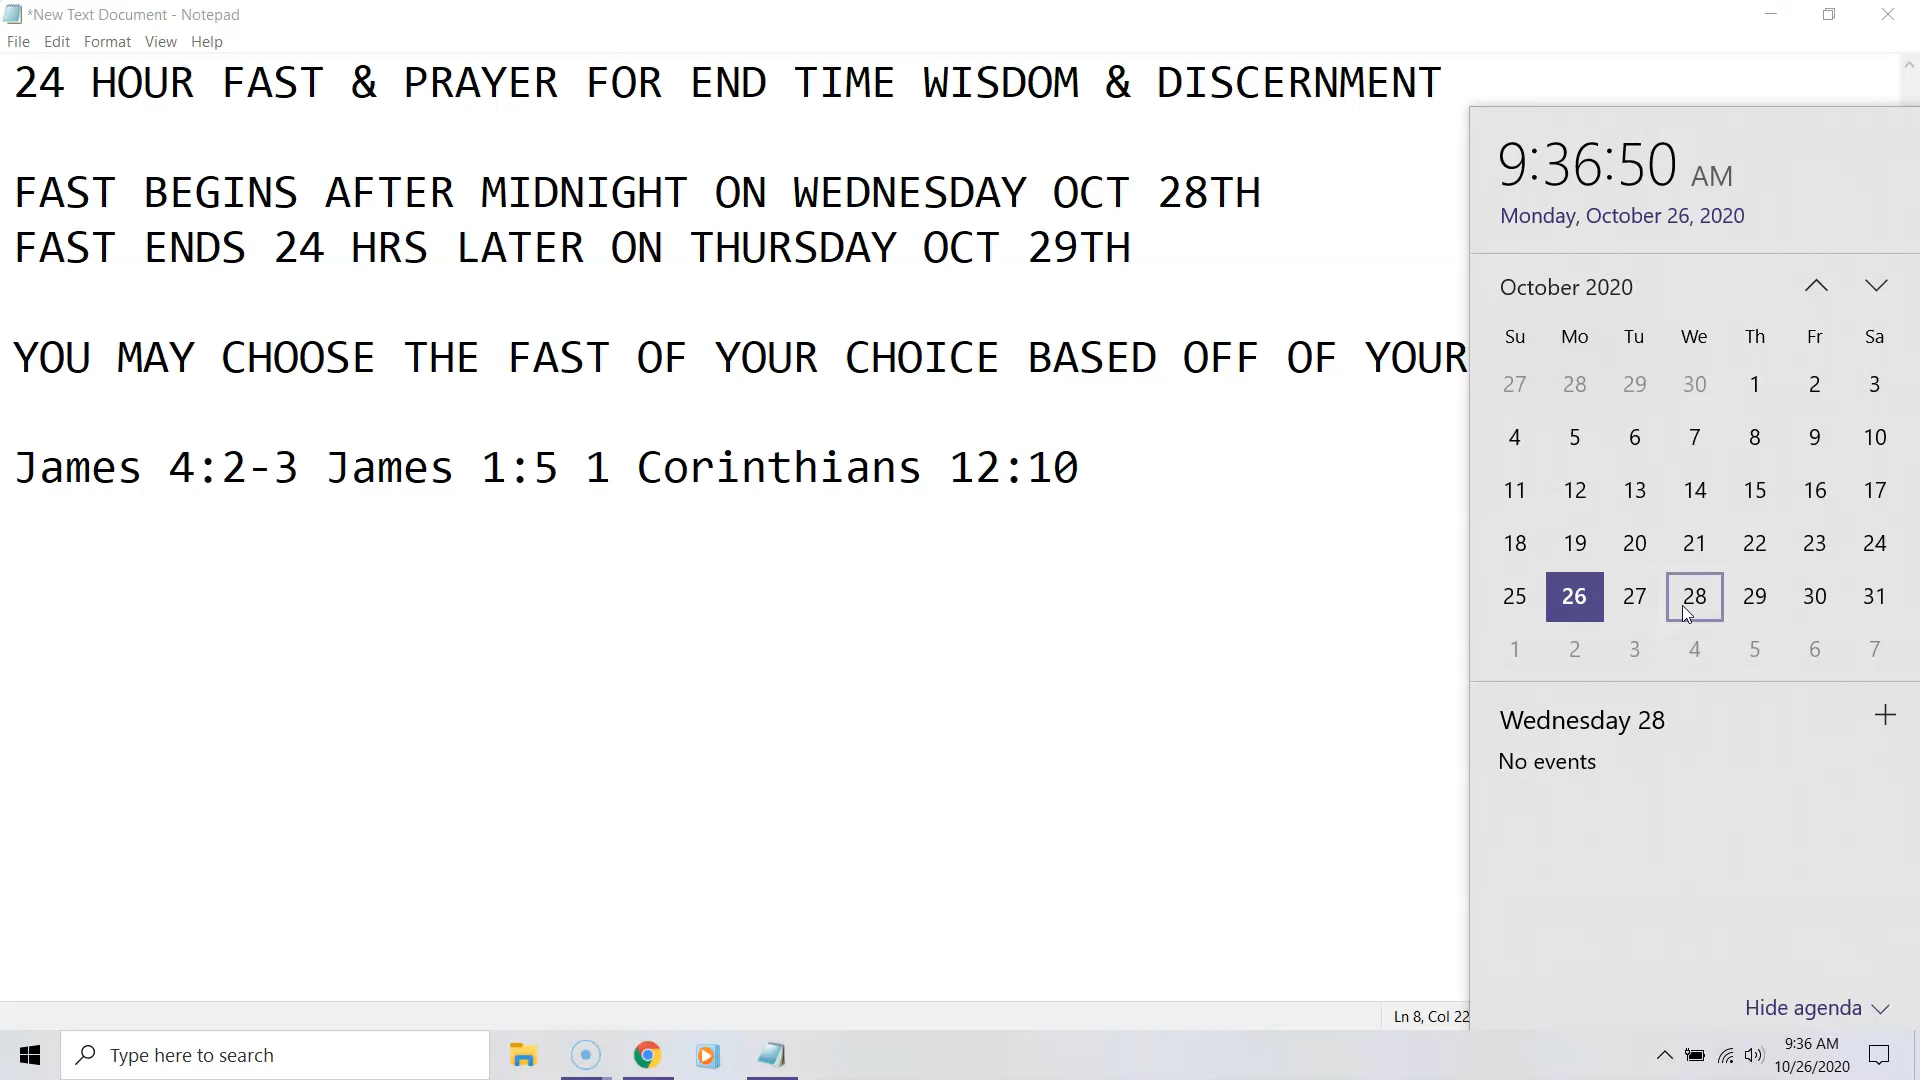 *New Text Document - Notepad
File Edit Format View Help
24 HOUR FAST & PRAYER FOR END TIME WISDOM & DISCERNMENT
FAST BEGINS AFTER MIDNIGHT ON WEDNESDAY OCT 28TH
FAST ENDS 24 HRS LATER ON THURSDAY OCT 29TH
YOU MAY CHOOSE THE FAST OF YOUR CHOICE BASED OFF OF YOUR
James 4:2-3 James 1:5 1 Corinthians 12:10
Ln 8, Col 22
9:36:50 AM
Monday, October 26, 2020
October 2020
Su Mo Tu We Th Fr Sa
27 28 29 30 1 2 3
4 5 6 7 8 9 10
11 12 13 14 15 16 17
18 19 20 21 22 23 24
25 26 27 28 29 30 31
1 2 3 4 5 6 7
Wednesday 28
No events
Hide agenda
Type here to search
9:36 AM
10/26/2020